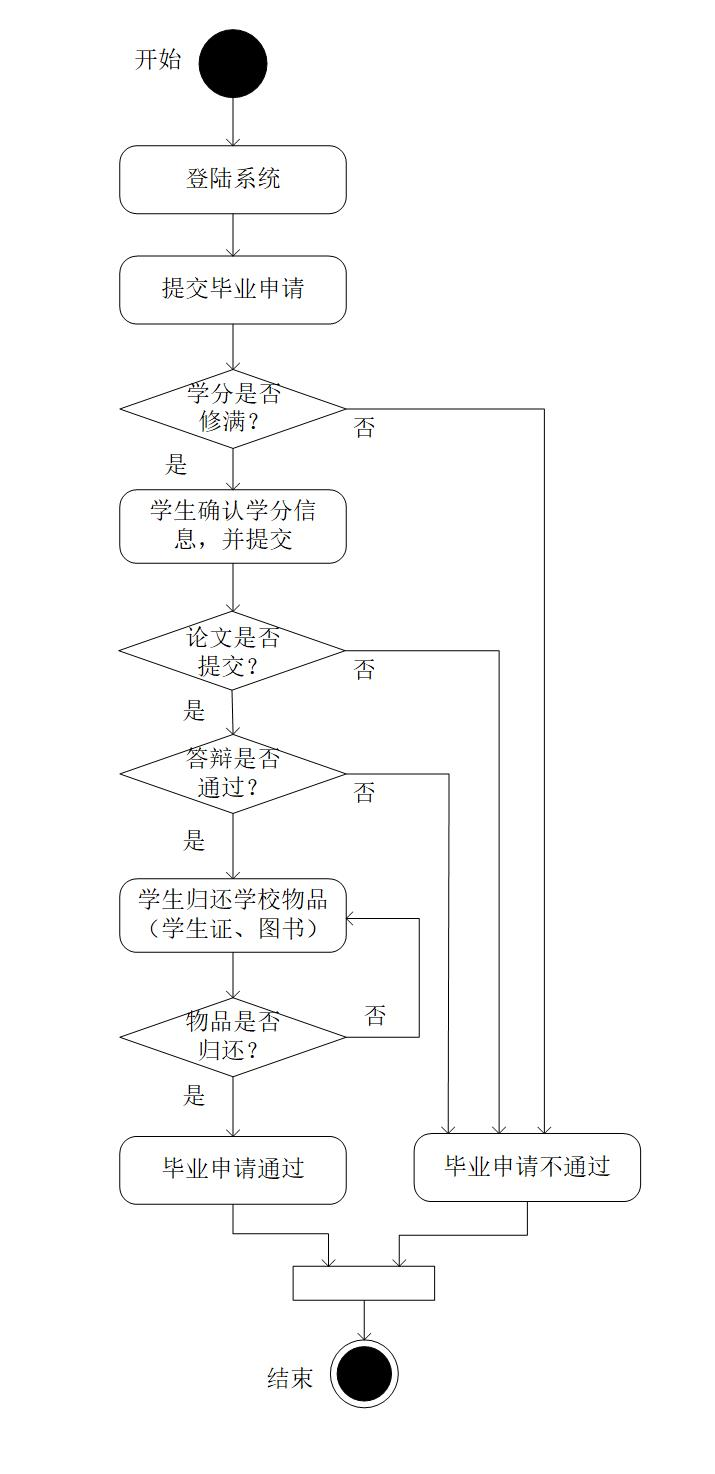 开始
登陆系统
提交毕业申请
学分是否
修满？
否
是
学生确认学分信
息，并提交
论文是否
提交？
否
是
答辩是否
通过？
否
是
学生归还学校物品
（学生证、图书）
物品是否
归还？
否
是
毕业申请通过
毕业申请不通过
结束